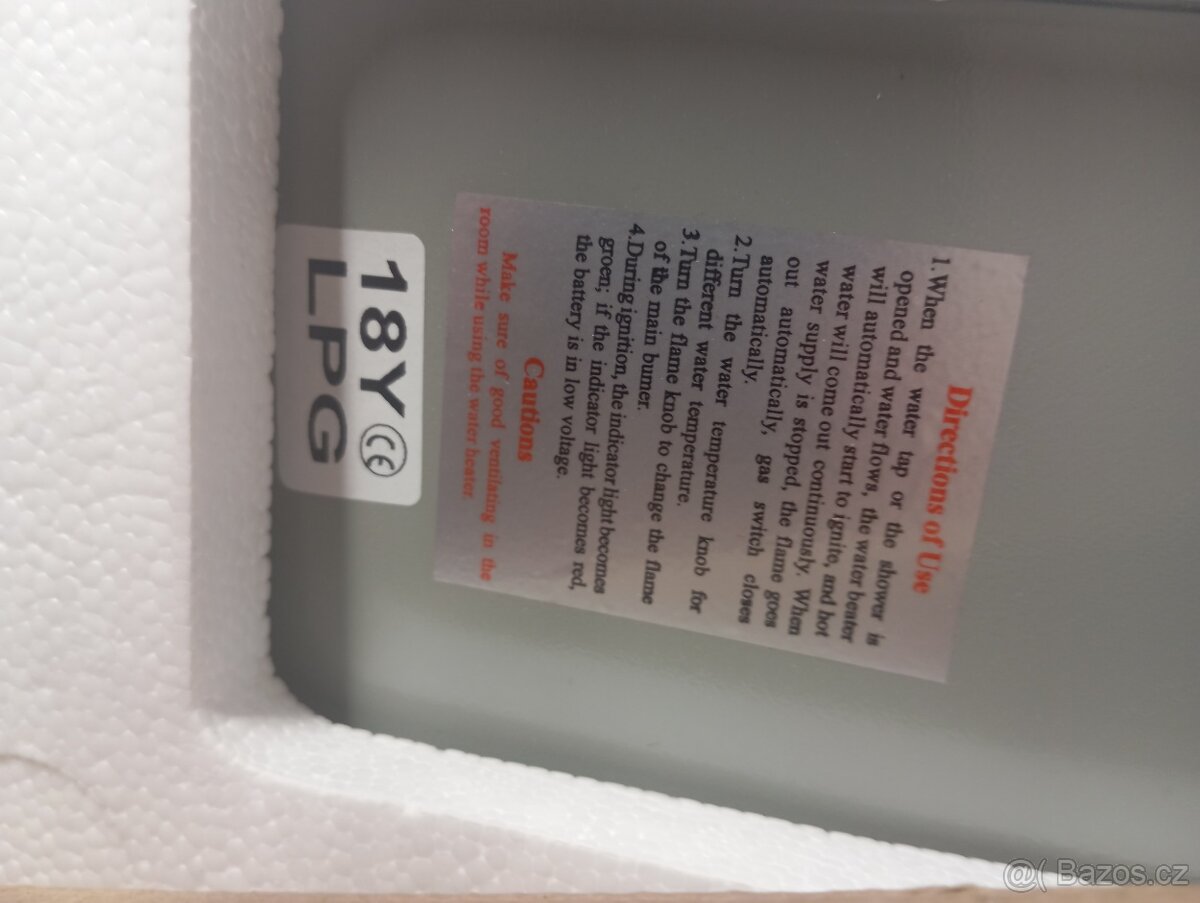 Directions of Use
1.When the water tap or the shower is
opened and water flows, the water beater
will automatically start to ignite, and bot
water will come out continuously. When
water supply is stopped, the flame goes
out automatically, gas switch closes
automatically.
2.Turn the water temperature knob for
different water temperature.
3.Turn the flame knob to change the flame
of the main bumer.
4.During ignition, the indicator light becomes
groen; if the indicator light becomes red,
the battery is in low voltage.
Cautions
Make sure of good ventilating in the
room while using the water heater.
18Y CE
LPG
@( Bazos.cz